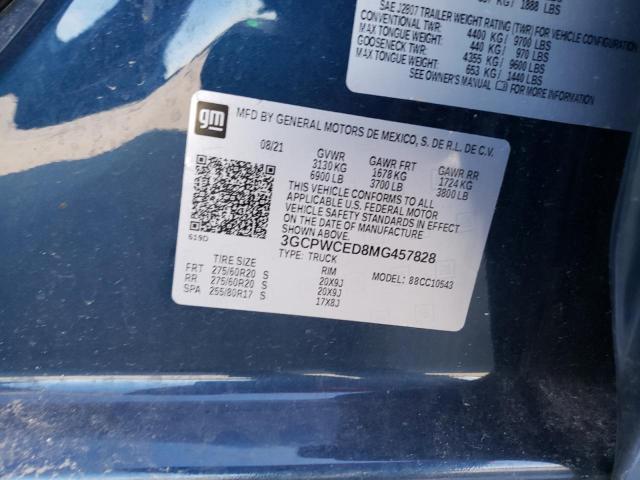 KG / 1888 LBS
SAE J2807 TRAILER WEIGHT RATING (TWR) FOR VEHICLE CONFIGURATION
CONVENTIONAL TWR: 4400 KG/ 9700 LBS
MAX TONGUE WEIGHT: 440 KG/ 970 LBS
GOOSENECK TWR: 4355 KG/ 9600 LBS
MAX TONGUE WEIGHT: 653 KG/ 1440 LBS
SEE OWNER'S MANUAL FOR MORE INFORMATION
gm
MFD BY GENERAL MOTORS DE MEXICO, S. DE R.L. DE C.V.
08/21 GVWR GAWR FRT GAWR RR
3130 KG 1678 KG 1724 KG
6900 LB 3700 LB 3800 LB
THIS VEHICLE CONFORMS TO ALL
APPLICABLE U.S. FEDERAL MOTOR
VEHICLE SAFETY STANDARDS IN EFFECT
ON THE DATE OF MANUFACTURE SHOWN ABOVE.
619D
3GCPWCED8MG457828
TYPE: TRUCK
MODEL: 88CC10543
TIRE SIZE RIM
FRT 275/60R20 S 20X9J
RR 275/60R20 S 20X9J
SPA 255/80R17 S 17X8J